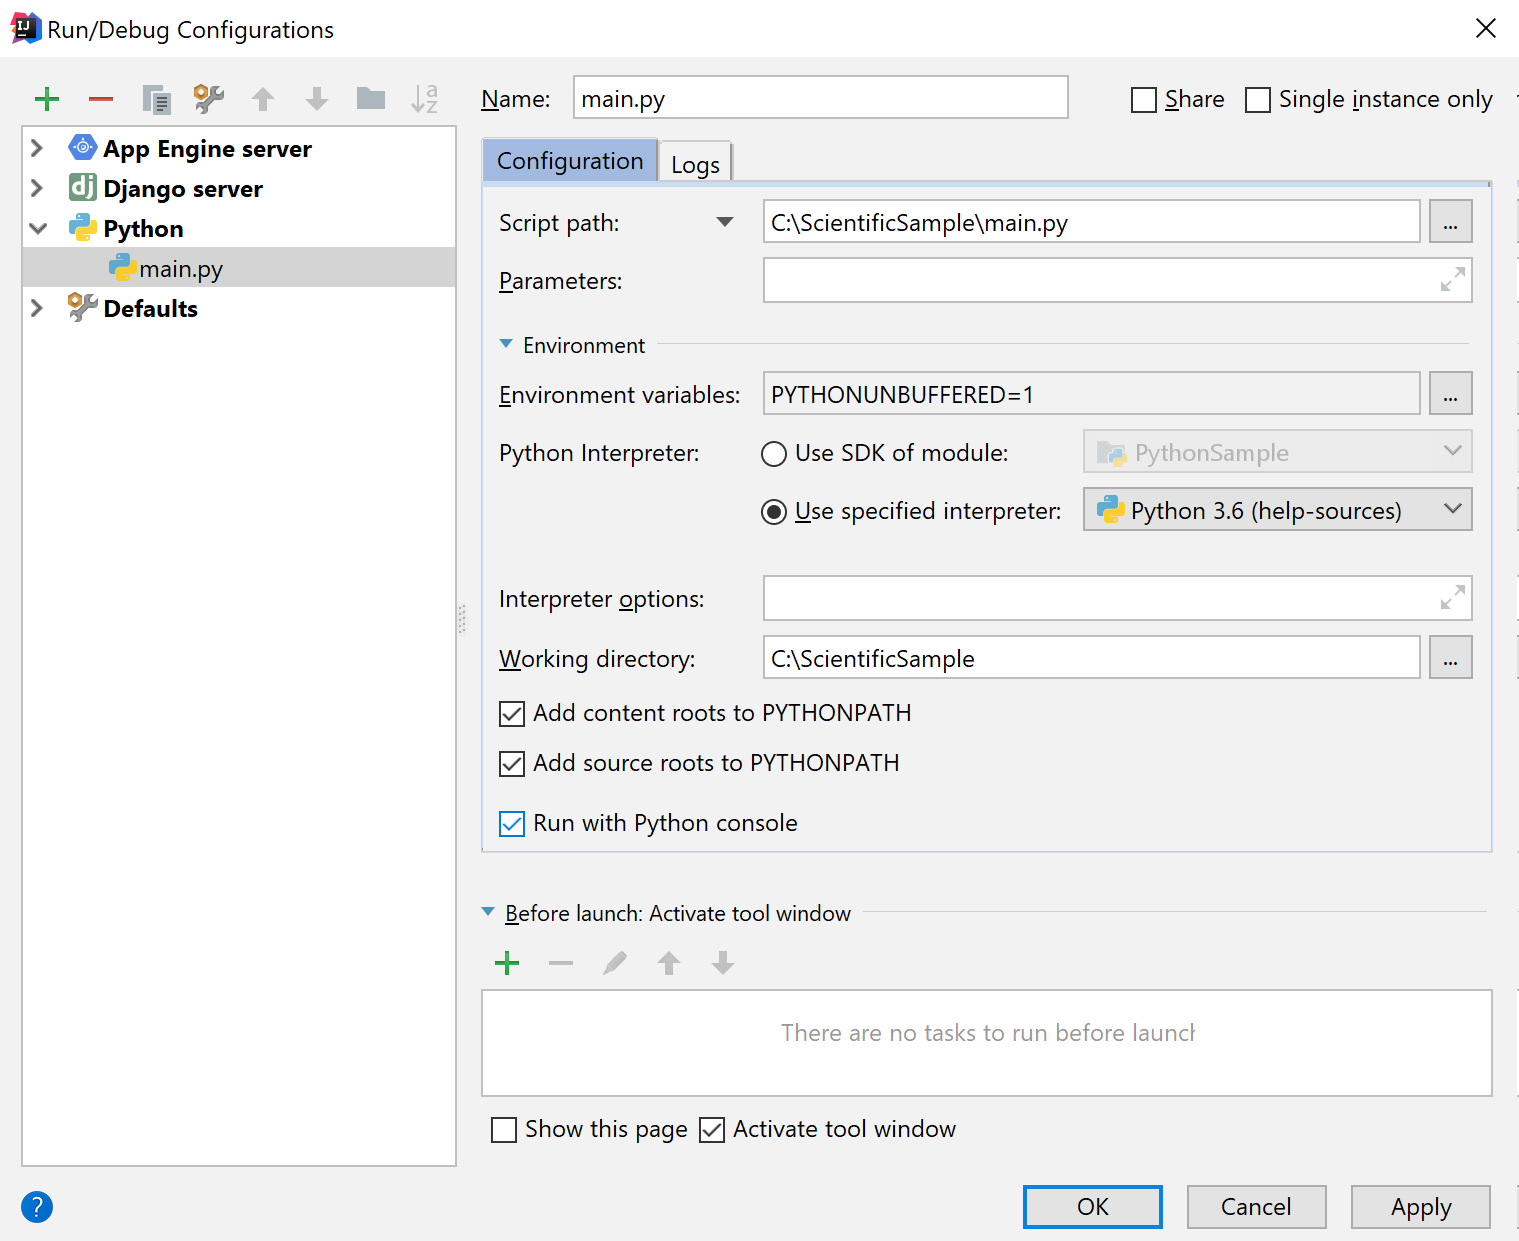 Run/Debug Configurations
Name: main.py Share Single instance only
App Engine server
Django server
Python
main.py
Defaults
Configuration Logs
Script path: C:\ScientificSample\main.py ...
Parameters:
Environment
Environment variables: PYTHONUNBUFFERED=1 ...
Python Interpreter: Use SDK of module: PythonSample
Use specified interpreter: Python 3.6 (help-sources)
Interpreter options:
Working directory: C:\ScientificSample ...
Add content roots to PYTHONPATH
Add source roots to PYTHONPATH
Run with Python console
Before launch: Activate tool window
There are no tasks to run before launch
Show this page Activate tool window
? OK Cancel Apply